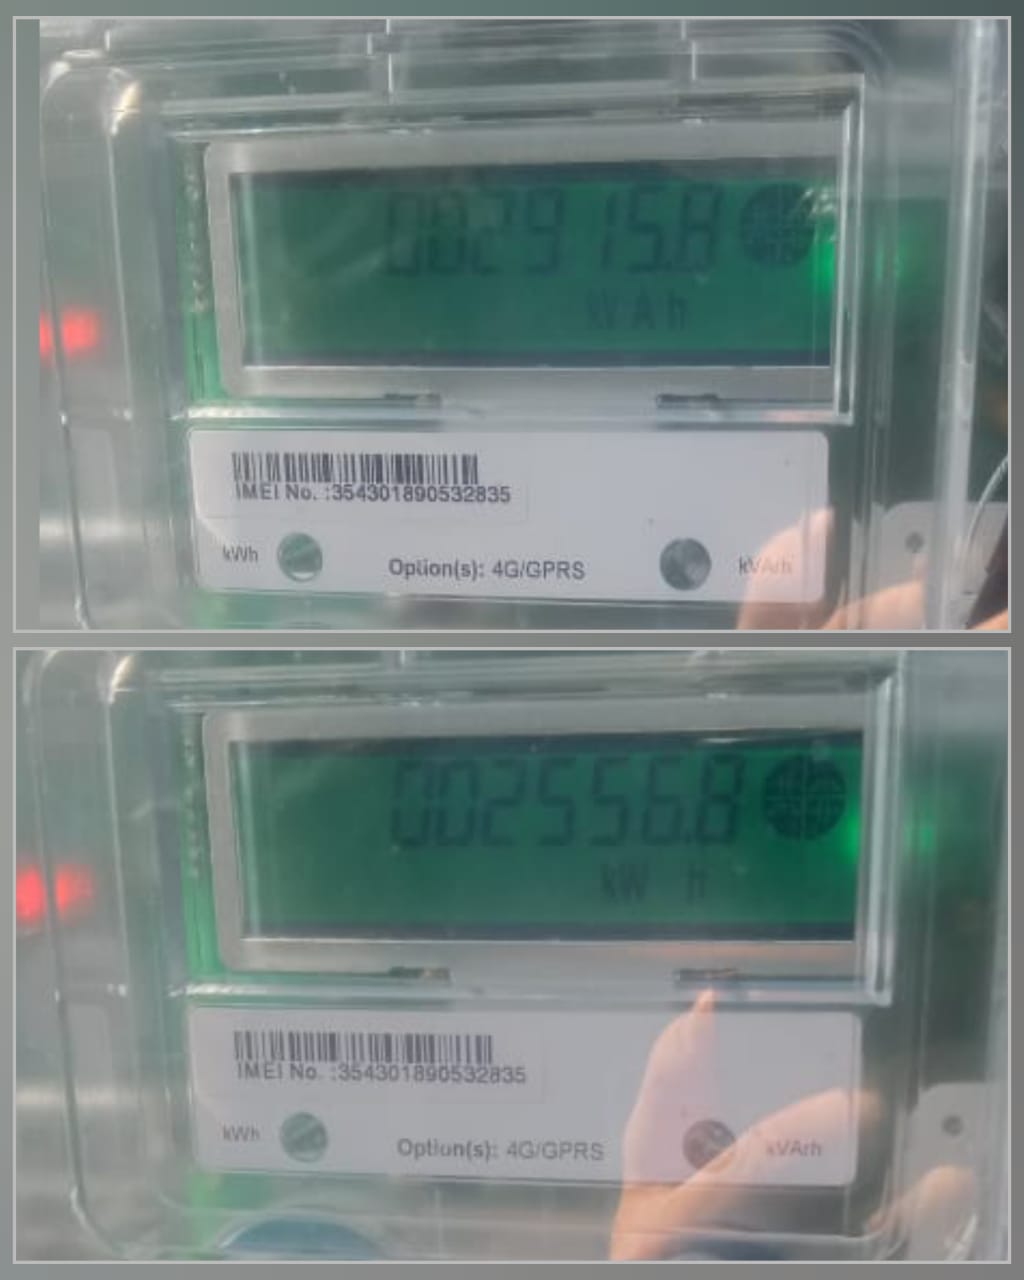 002915.8
kVAh
IMEI No. :354301890532835
kWh
Option(s): 4G/GPRS
kVArh
002556.8
kW h
IMEI No. :354301890532835
kWh
Option(s): 4G/GPRS
kVArh